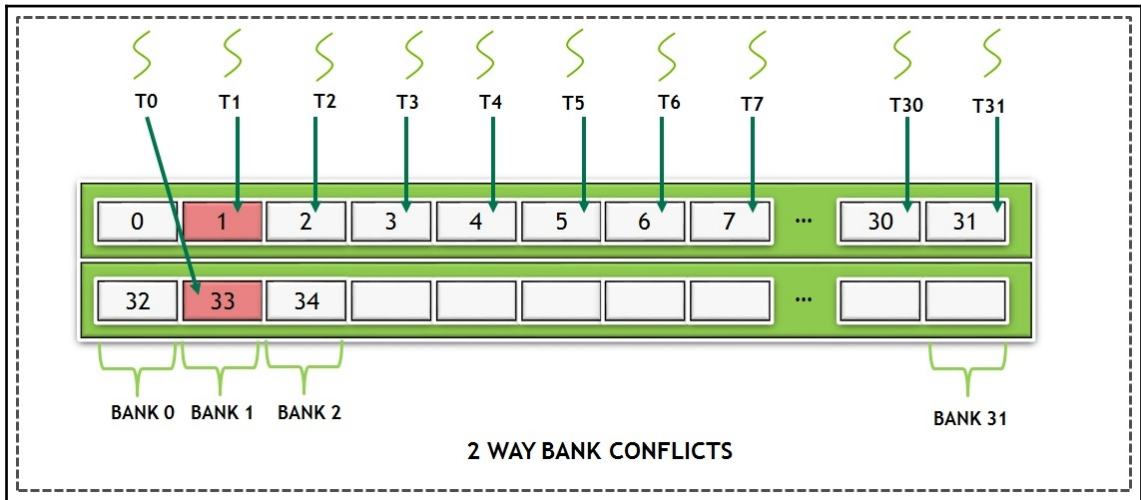 T0 T1 T2 T3 T4 T5 T6 T7 T30 T31
0 1 2 3 4 5 6 7 ... 30 31
32 33 34 ...
BANK 0 BANK 1 BANK 2 BANK 31
2 WAY BANK CONFLICTS